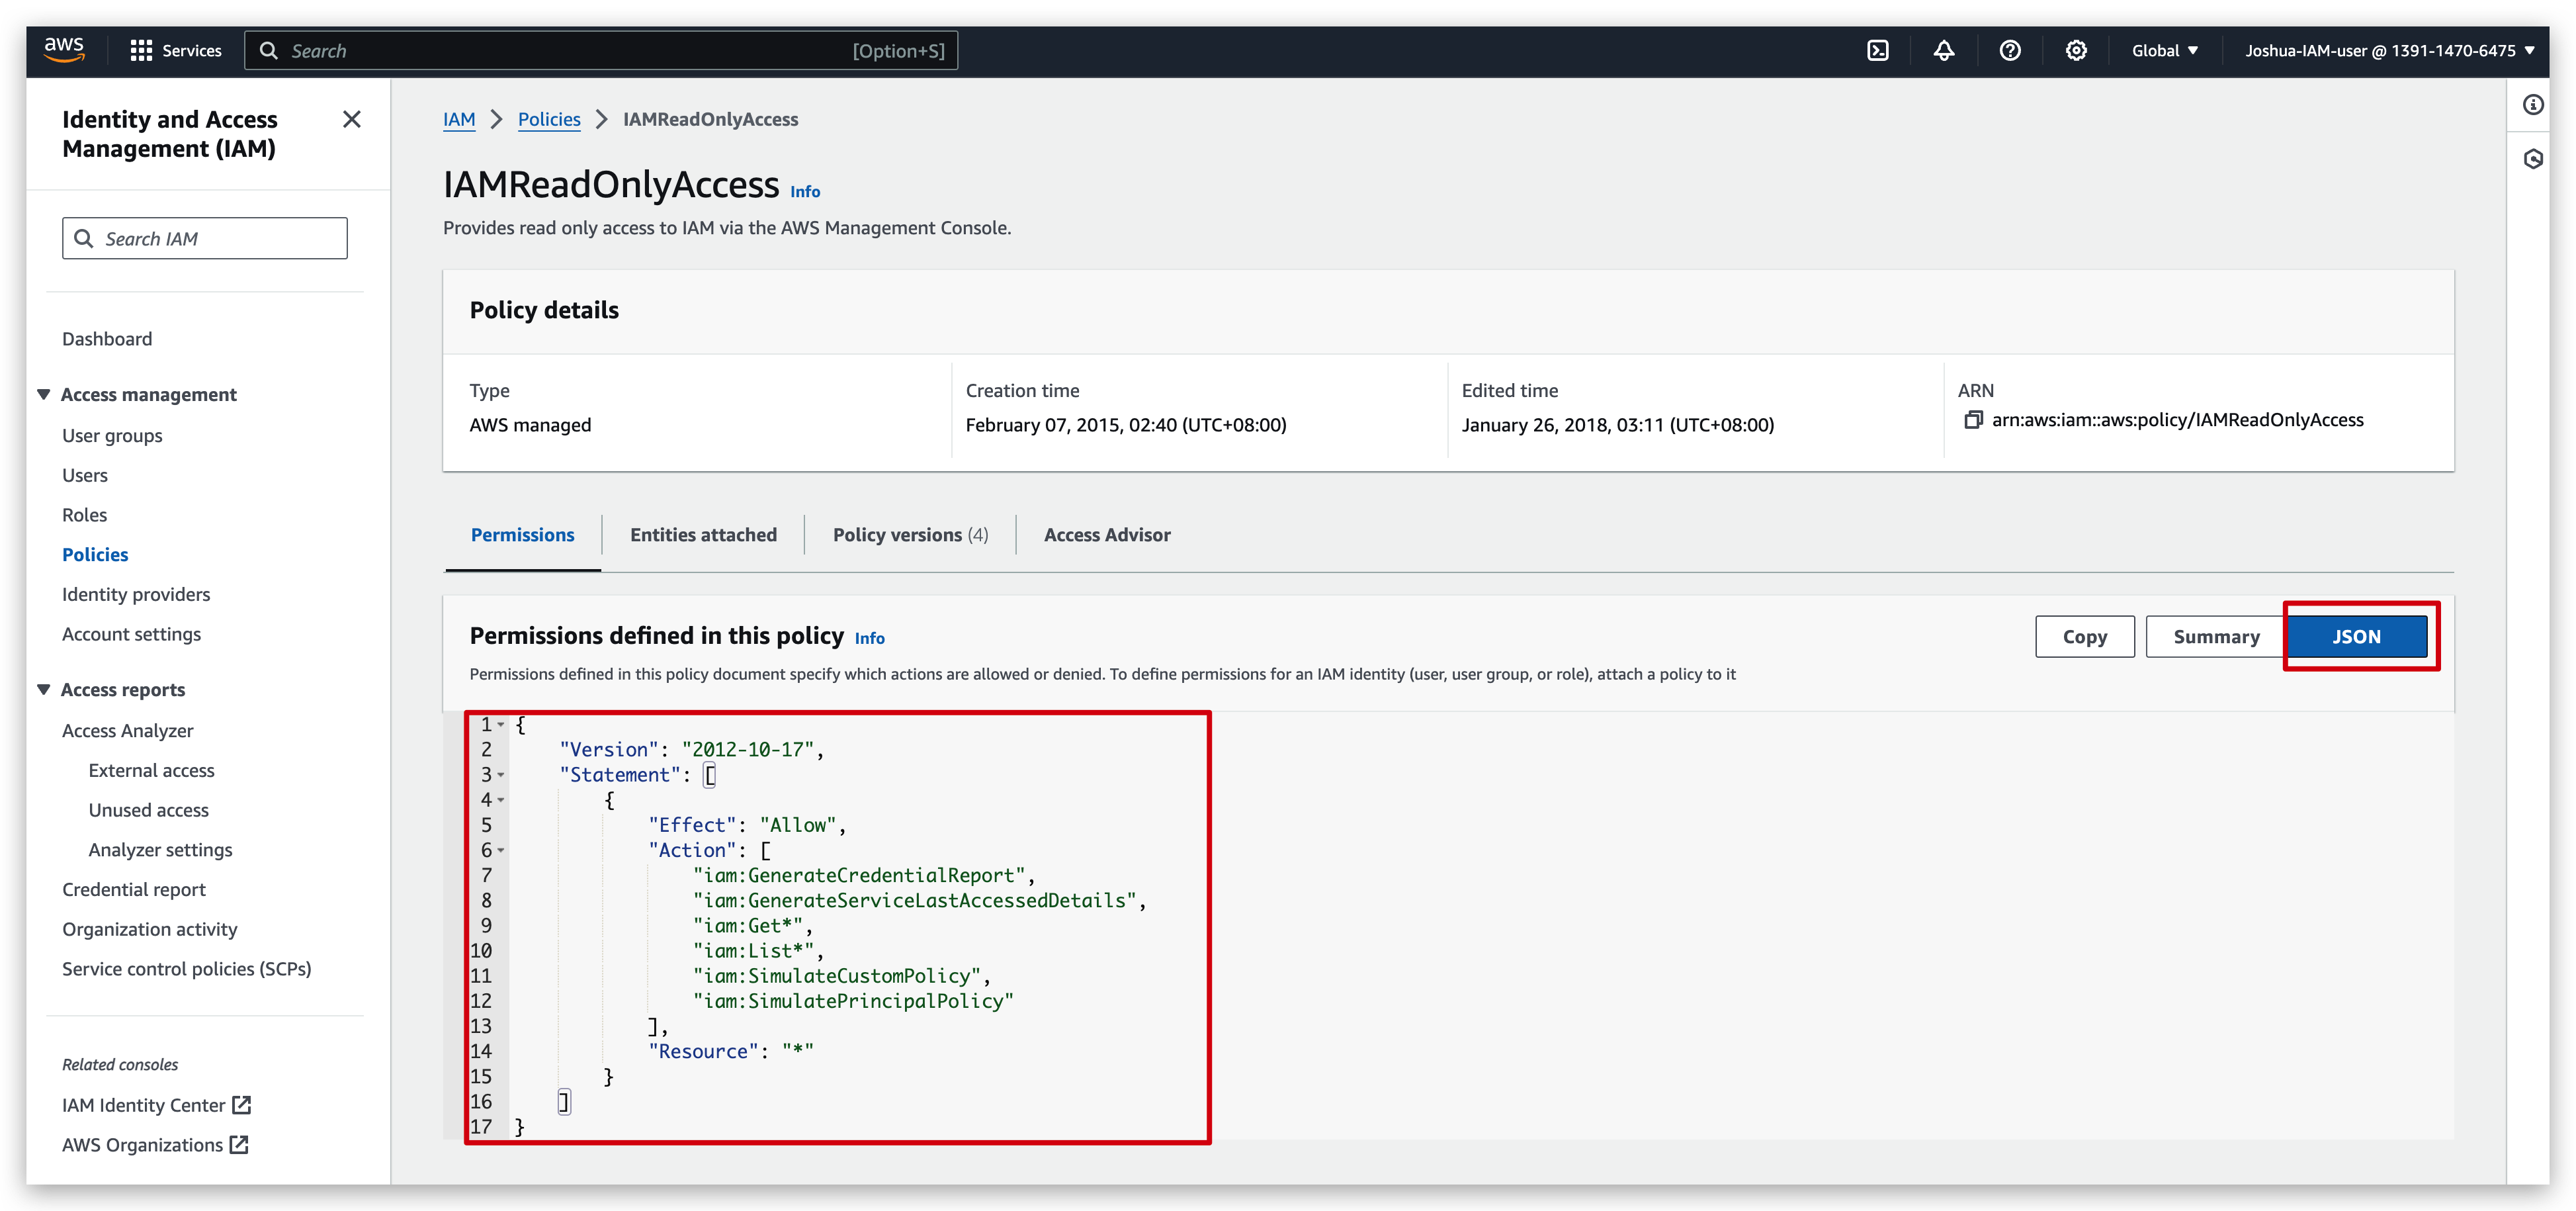 aws
Services
Search
[Option+S]
Global
Joshua-IAM-user @ 1391-1470-6475
Identity and Access
Management (IAM)
Search IAM
Dashboard
Access management
User groups
Users
Roles
Policies
Identity providers
Account settings
Access reports
Access Analyzer
External access
Unused access
Analyzer settings
Credential report
Organization activity
Service control policies (SCPs)
Related consoles
IAM Identity Center
AWS Organizations
IAM > Policies > IAMReadOnlyAccess
IAMReadOnlyAccess Info
Provides read only access to IAM via the AWS Management Console.
Policy details
Type
AWS managed
Creation time
February 07, 2015, 02:40 (UTC+08:00)
Edited time
January 26, 2018, 03:11 (UTC+08:00)
ARN
arn:aws:iam::aws:policy/IAMReadOnlyAccess
Permissions
Entities attached
Policy versions (4)
Access Advisor
Permissions defined in this policy Info
Permissions defined in this policy document specify which actions are allowed or denied. To define permissions for an IAM identity (user, user group, or role), attach a policy to it
Copy
Summary
JSON
1 {
2 "Version": "2012-10-17",
3 "Statement": [
4 {
5 "Effect": "Allow",
6 "Action": [
7 "iam:GenerateCredentialReport",
8 "iam:GenerateServiceLastAccessedDetails",
9 "iam:Get*",
10 "iam:List*",
11 "iam:SimulateCustomPolicy",
12 "iam:SimulatePrincipalPolicy"
13 ],
14 "Resource": "*"
15 }
16 ]
17 }